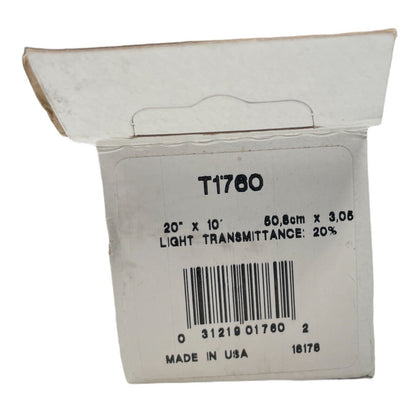 T1760
20" x 10' 50,8cm x 3,05
LIGHT TRANSMITTANCE: 20%
0 31219 01760 2
MADE IN USA 16176